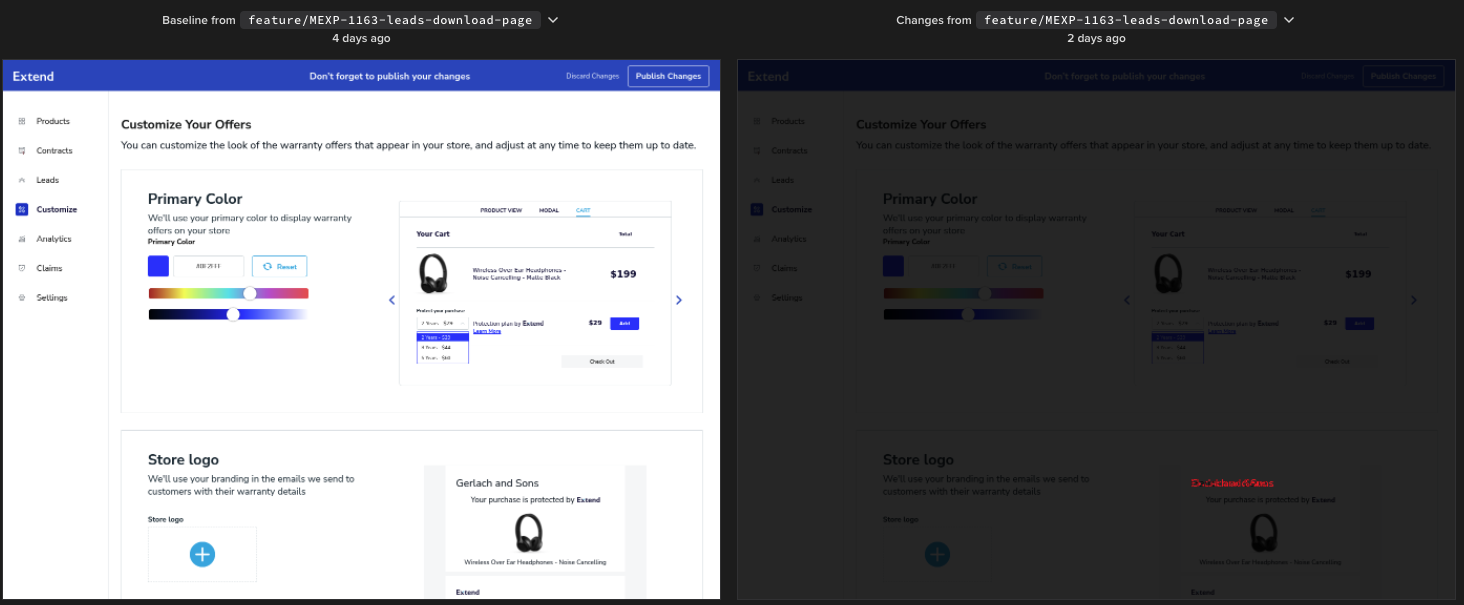 Baseline from feature/MEXP-1163-leads-download-page
4 days ago
Changes from feature/MEXP-1163-leads-download-page
2 days ago
Extend
Don't forget to publish your changes
Discard Changes
Publish Changes
Products
Contracts
Leads
Customize
Analytics
Claims
Settings
Customize Your Offers
You can customize the look of the warranty offers that appear in your store, and adjust at any time to keep them up to date.
Primary Color
We'll use your primary color to display warranty
offers on your store
Primary Color
Reset
PRODUCT VIEW MODAL CART
Your Cart Total
Wireless Over Ear Headphones -
Noise Cancelling - Matte Black
$199
Protect your purchase
2 Years - $29
Protection plan by Extend
Learn More
$29 Add
2 Years - $29
3 Years - $44
Check Out
Store logo
We'll use your branding in the emails we send to
customers with their warranty details
Store logo
Gerlach and Sons
Your purchase is protected by Extend
Wireless Over Ear Headphones - Noise Cancelling
Extend
Extend
Don't forget to publish your changes
Discard Changes
Publish Changes
Products
Contracts
Leads
Customize
Analytics
Claims
Settings
Customize Your Offers
You can customize the look of the warranty offers that appear in your store, and adjust at any time to keep them up to date.
Primary Color
We'll use your primary color to display warranty
offers on your store
Primary Color
Reset
PRODUCT VIEW MODAL CART
Your Cart Total
Wireless Over Ear Headphones -
Noise Cancelling - Matte Black
$199
Protect your purchase
2 Years - $29
Protection plan by Extend
Learn More
$29 Add
Check Out
Store logo
We'll use your branding in the emails we send to
customers with their warranty details
Store logo
Your purchase is protected by Extend
Wireless Over Ear Headphones - Noise Cancelling
Extend